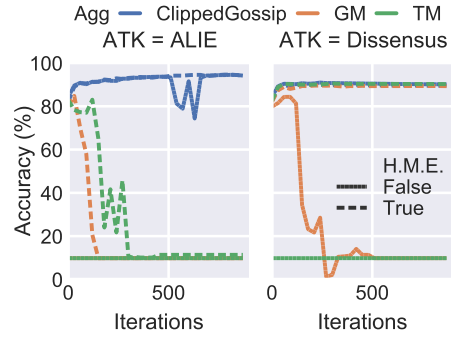 Agg ClippedGossip GM TM
ATK = ALIE ATK = Dissensus
100
80
60
40
20
0
Accuracy (%)
H.M.E.
False
True
0 500 0 500
Iterations Iterations